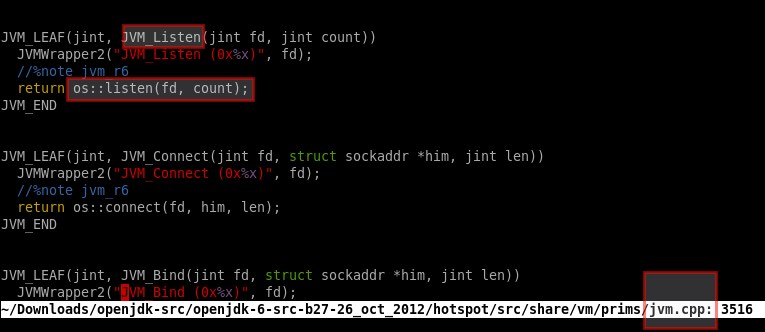 JVM_LEAF(jint, JVM_Listen(jint fd, jint count))
  JVMWrapper2("JVM_Listen (0x%x)", fd);
  //%note jvm_r6
  return os::listen(fd, count);
JVM_END
JVM_LEAF(jint, JVM_Connect(jint fd, struct sockaddr *him, jint len))
  JVMWrapper2("JVM_Connect (0x%x)", fd);
  //%note jvm_r6
  return os::connect(fd, him, len);
JVM_END
JVM_LEAF(jint, JVM_Bind(jint fd, struct sockaddr *him, jint len))
  JVMWrapper2("JVM_Bind (0x%x)", fd);
~/Downloads/openjdk-src/openjdk-6-src-b27-26_oct_2012/hotspot/src/share/vm/prims/jvm.cpp: 3516